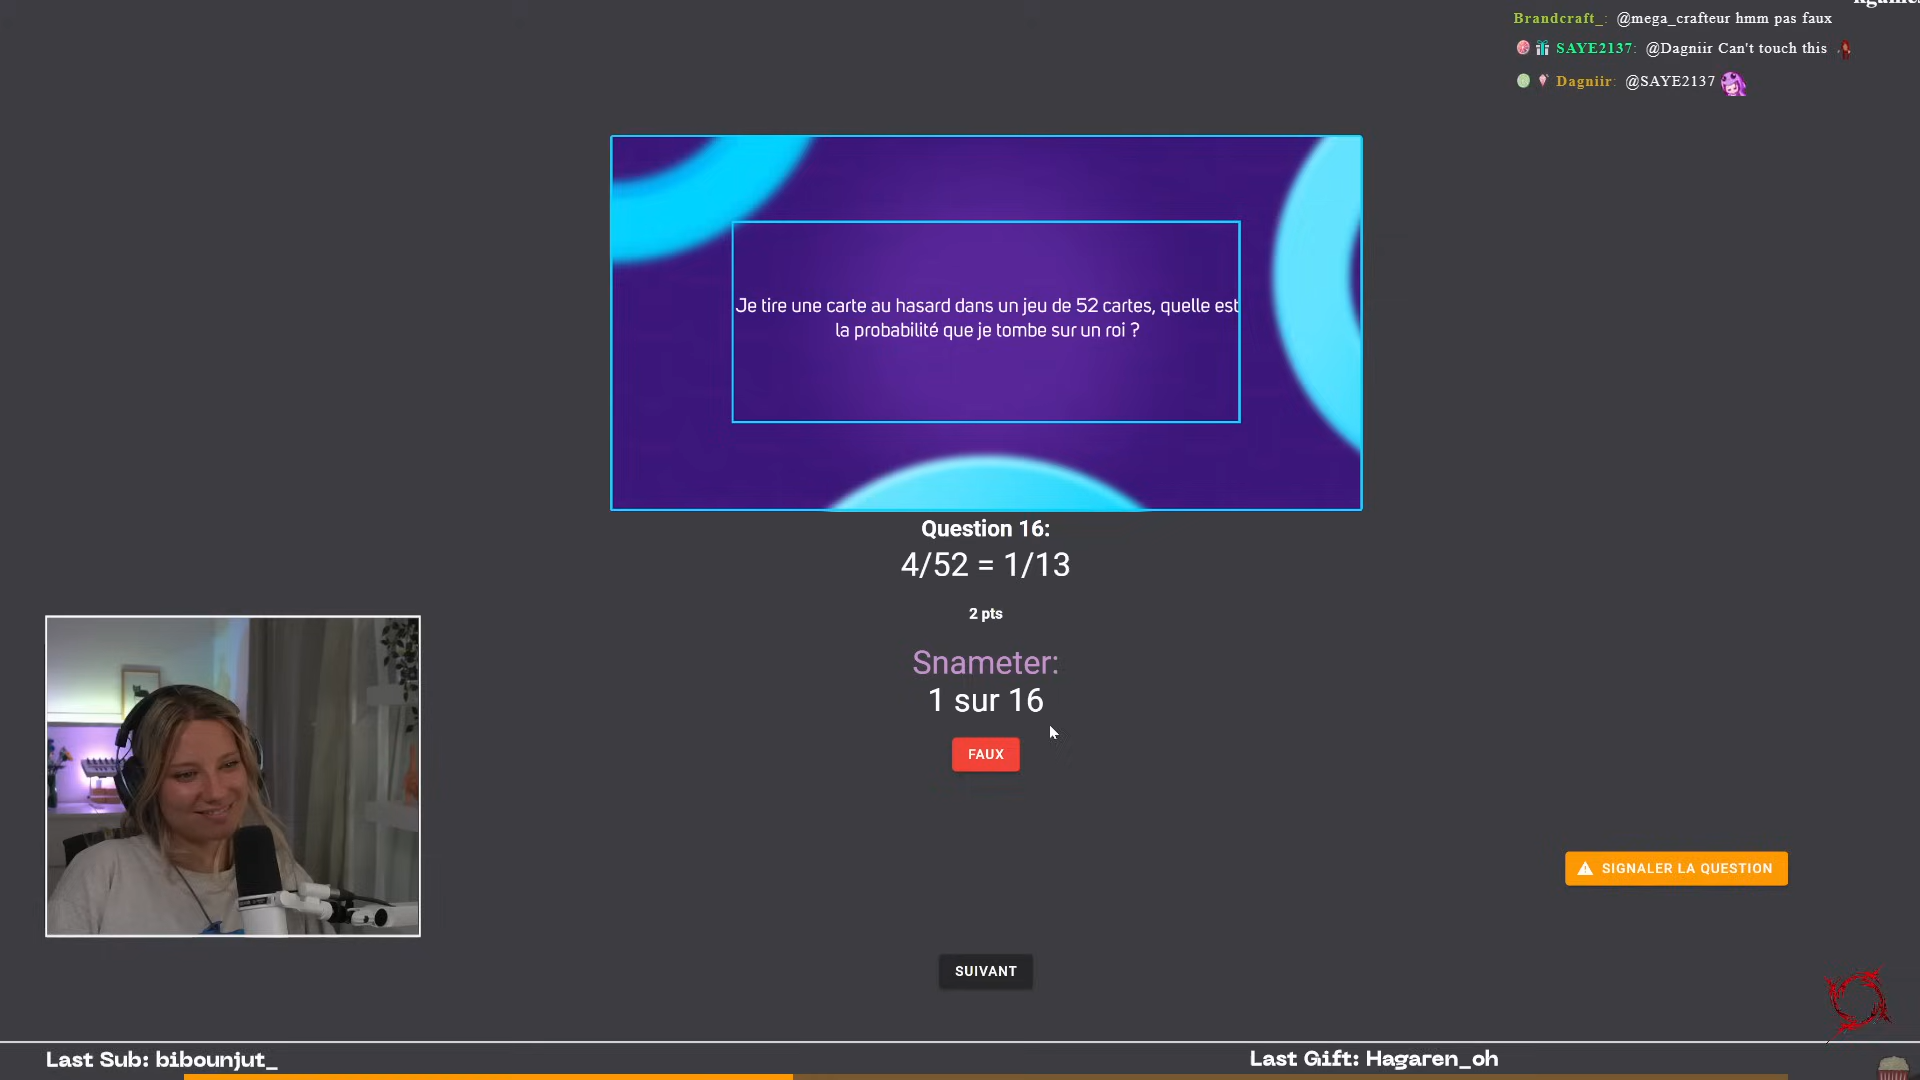 Brandcraft_: @mega_crafteur hmm pas faux
SAYE2137: @Dagniir Can't touch this
Dagniir: @SAYE2137
Je tire une carte au hasard dans un jeu de 52 cartes, quelle est
la probabilité que je tombe sur un roi ?
Question 16:
4/52 = 1/13
2 pts
Snameter:
1 sur 16
FAUX
SIGNALER LA QUESTION
SUIVANT
Last Sub: bibounjut_
Last Gift: Hagaren_oh